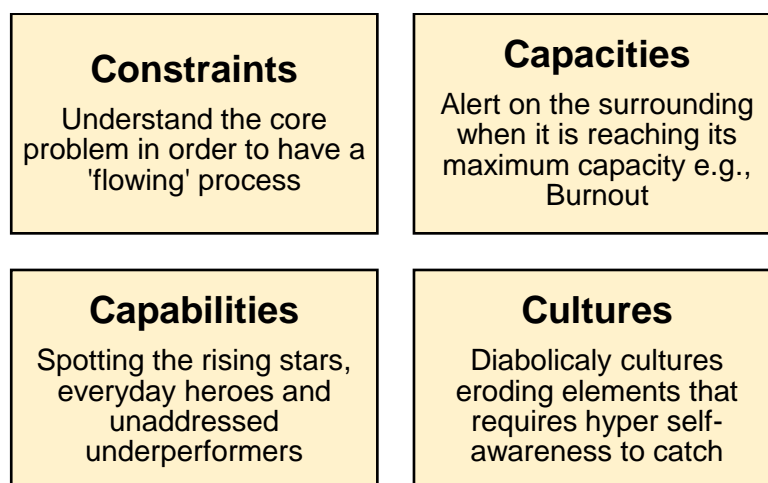 Constraints
Understand the core
problem in order to have a
'flowing' process
Capacities
Alert on the surrounding
when it is reaching its
maximum capacity e.g.,
Burnout
Capabilities
Spotting the rising stars,
everyday heroes and
unaddressed
underperformers
Cultures
Diabolicaly cultures
eroding elements that
requires hyper self-
awareness to catch